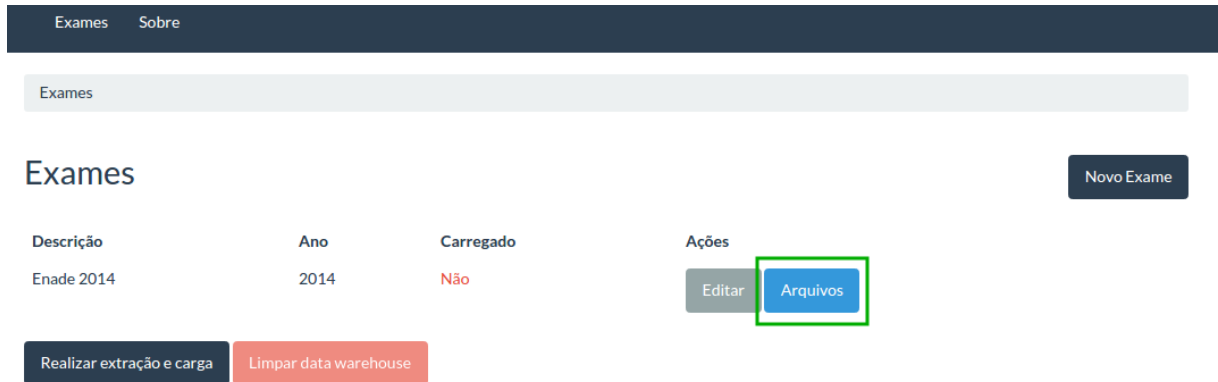 Exames Sobre
Exames
Exames
Novo Exame
Descrição Ano Carregado Ações
Enade 2014 2014 Não Editar Arquivos
Realizar extração e carga Limpar data warehouse